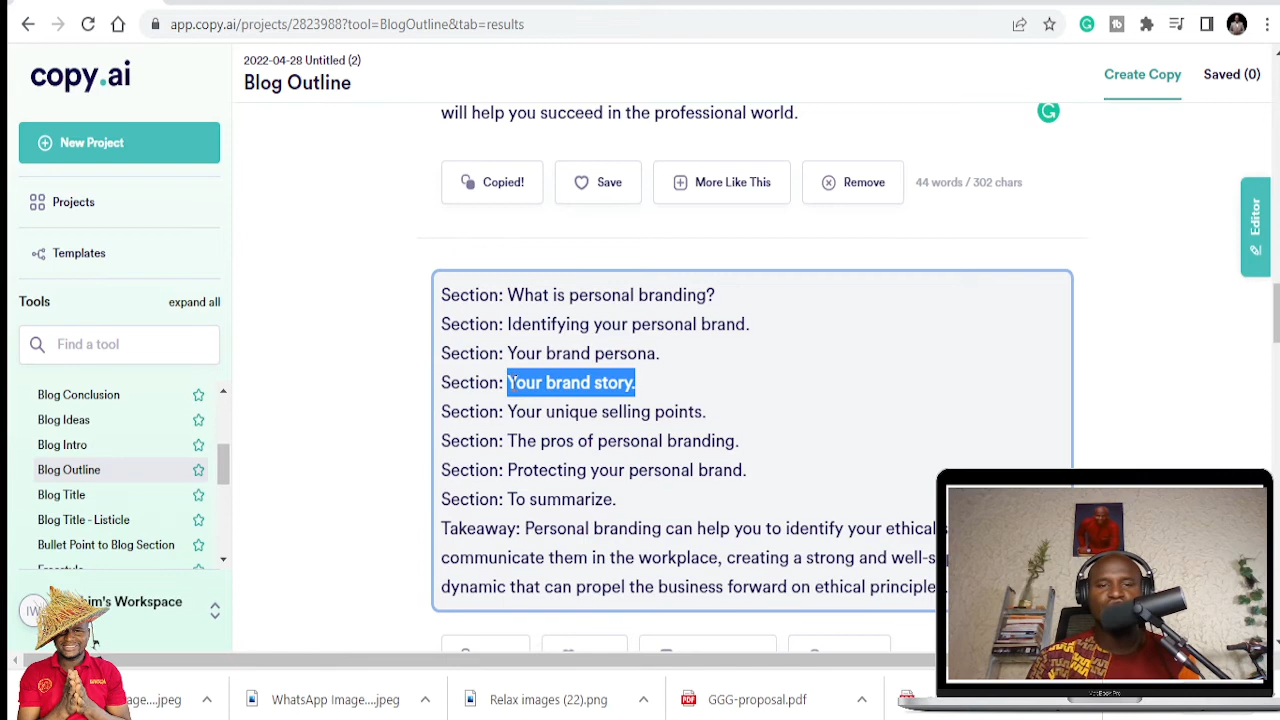 app.copy.ai/projects/2823988?tool=BlogOutline&tab=results
copy.ai
2022-04-28 Untitled (2)
Blog Outline
Create Copy
Saved (0)
New Project
Projects
Templates
Tools
expand all
Find a tool
Blog Conclusion
Blog Ideas
Blog Intro
Blog Outline
Blog Title
Blog Title - Listicle
Bullet Point to Blog Section
will help you succeed in the professional world.
Copied!
Save
More Like This
Remove
44 words / 302 chars
Editor
Section: What is personal branding?
Section: Identifying your personal brand.
Section: Your brand persona.
Section: Your brand story.
Section: Your unique selling points.
Section: The pros of personal branding.
Section: Protecting your personal brand.
Section: To summarize.
Takeaway: Personal branding can help you to identify your ethical
communicate them in the workplace, creating a strong and
dynamic that can propel the business forward on ethical
IW
Workspace
MacBook Pro
age...jpeg
WhatsApp Image....jpeg
Relax images (22).png
PDF
GGG-proposal.pdf